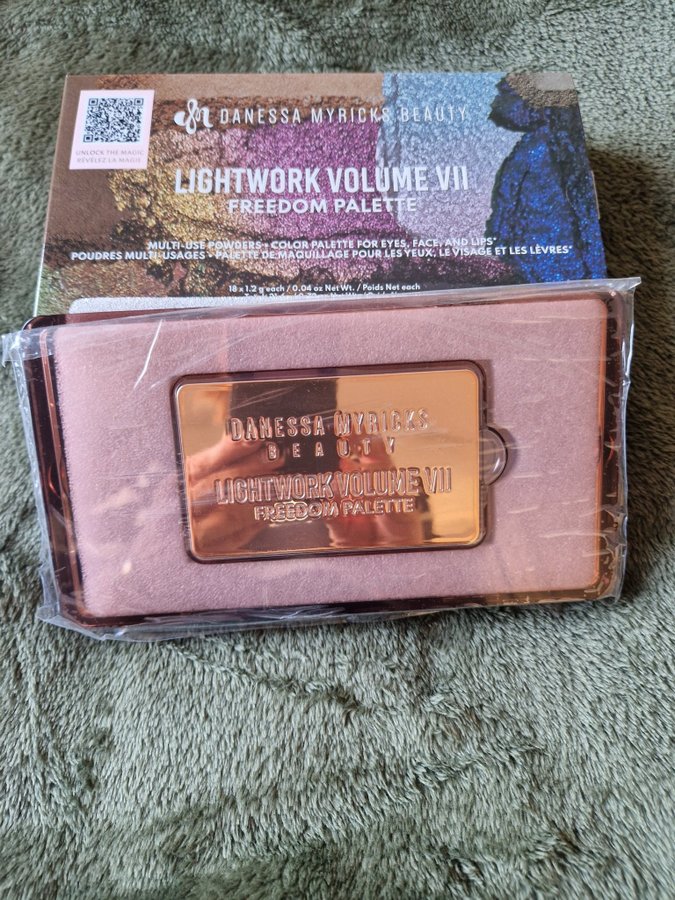 UNLOCK THE MAGIC
RÉVÉLEZ LA MAGIE
DANESSA MYRICKS BEAUTY
LIGHTWORK VOLUME VII
FREEDOM PALETTE
MULTI-USE POWDERS • COLOR PALETTE FOR EYES, FACE, AND LIPS*
POUDRES MULTI-USAGES • PALETTE DE MAQUILLAGE POUR LES YEUX, LE VISAGE ET LES LÈVRES*
18 x 1.2 g each / 0.04 oz Net Wt. / Poids Net each
DANESSA MYRICKS
BEAUTY
LIGHTWORK VOLUME VII
FREEDOM PALETTE